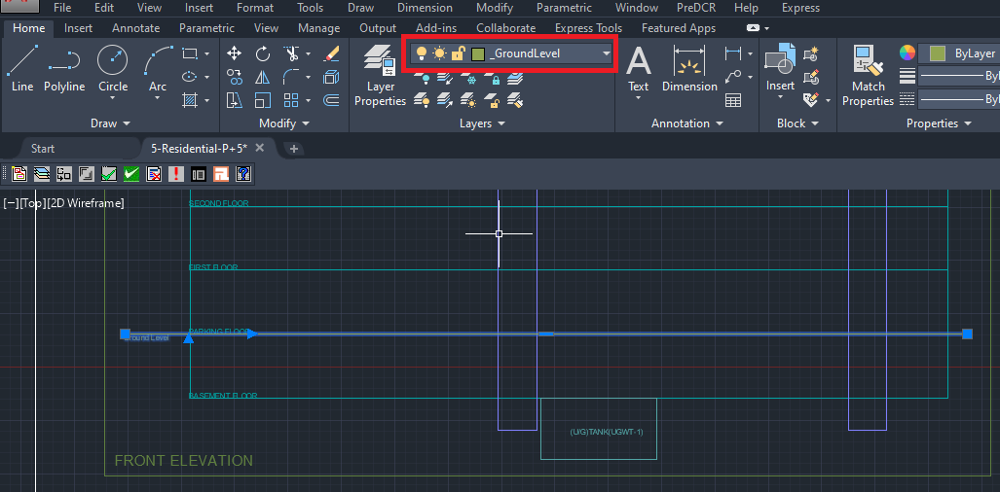 File Edit View Insert Format Tools Draw Dimension Modify Parametric Window PreDCR Help Express
Home Insert Annotate Parametric View Manage Output Add-ins Collaborate Express Tools Featured Apps
_GroundLevel
ByLayer
Line Polyline Circle Arc
Layer
Properties
Text Dimension
Insert
Match
Properties
Draw Modify Layers Annotation Block Properties
Start 5-Residential-P+5*
[−][Top][2D Wireframe]
SECOND FLOOR
FIRST FLOOR
PARKING FLOOR
Ground Level
BASEMENT FLOOR
(U/G)TANK(UGWT-1)
FRONT ELEVATION